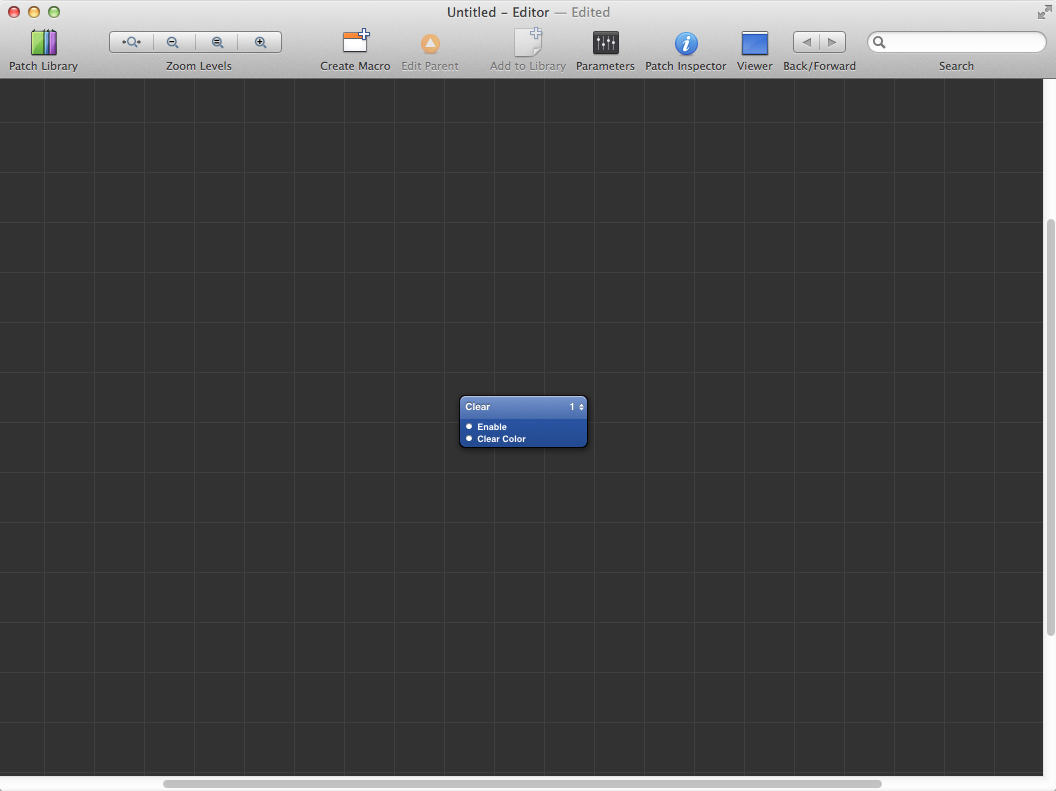 Untitled – Editor — Edited
Patch Library
Zoom Levels
Create Macro
Edit Parent
Add to Library
Parameters
Patch Inspector
Viewer
Back/Forward
Search
Clear 1
Enable
Clear Color